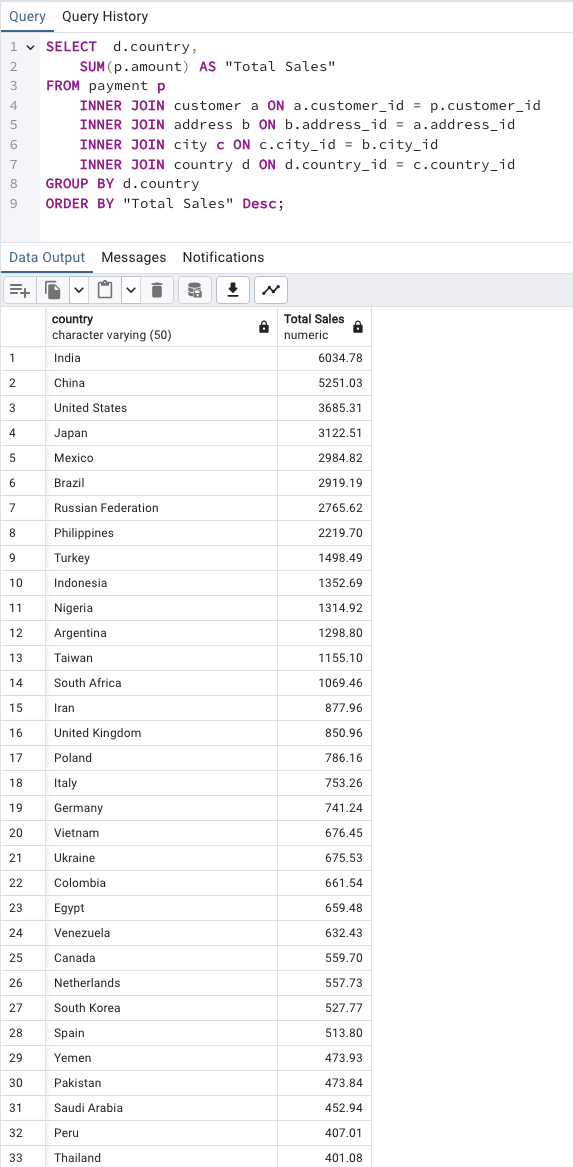 Query Query History
1 SELECT d.country,
2 SUM(p.amount) AS "Total Sales"
3 FROM payment p
4 INNER JOIN customer a ON a.customer_id = p.customer_id
5 INNER JOIN address b ON b.address_id = a.address_id
6 INNER JOIN city c ON c.city_id = b.city_id
7 INNER JOIN country d ON d.country_id = c.country_id
8 GROUP BY d.country
9 ORDER BY "Total Sales" Desc;
Data Output Messages Notifications
country Total Sales
character varying (50) numeric
1 India 6034.78
2 China 5251.03
3 United States 3685.31
4 Japan 3122.51
5 Mexico 2984.82
6 Brazil 2919.19
7 Russian Federation 2765.62
8 Philippines 2219.70
9 Turkey 1498.49
10 Indonesia 1352.69
11 Nigeria 1314.92
12 Argentina 1298.80
13 Taiwan 1155.10
14 South Africa 1069.46
15 Iran 877.96
16 United Kingdom 850.96
17 Poland 786.16
18 Italy 753.26
19 Germany 741.24
20 Vietnam 676.45
21 Ukraine 675.53
22 Colombia 661.54
23 Egypt 659.48
24 Venezuela 632.43
25 Canada 559.70
26 Netherlands 557.73
27 South Korea 527.77
28 Spain 513.80
29 Yemen 473.93
30 Pakistan 473.84
31 Saudi Arabia 452.94
32 Peru 407.01
33 Thailand 401.08